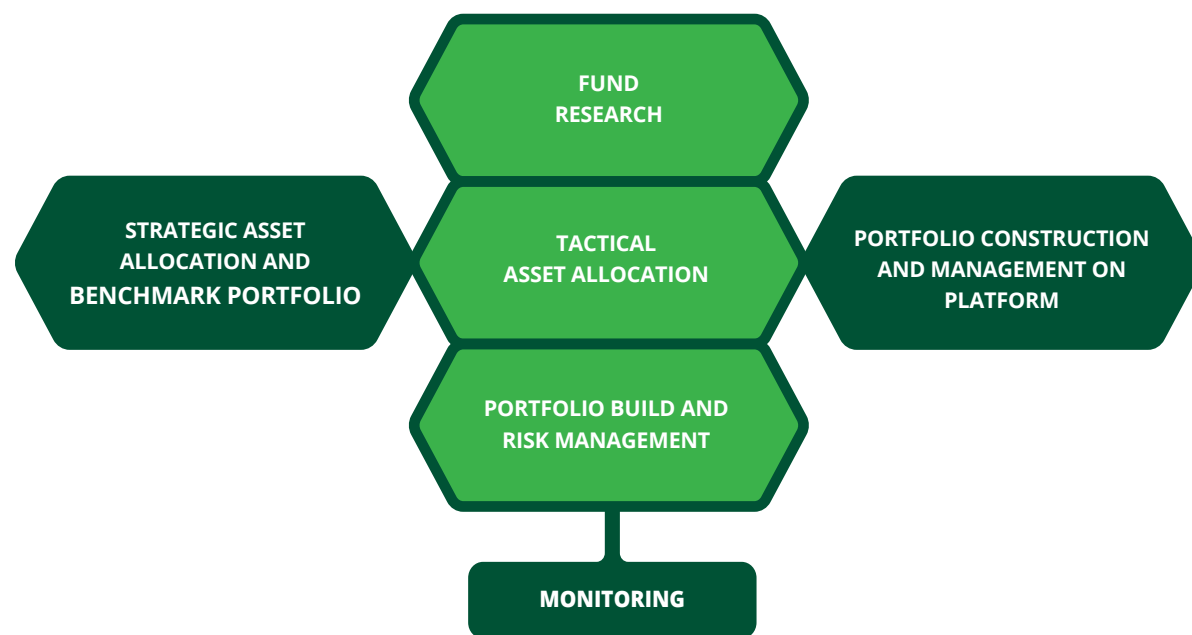 FUND
RESEARCH
STRATEGIC ASSET
ALLOCATION AND
BENCHMARK PORTFOLIO
TACTICAL
ASSET ALLOCATION
PORTFOLIO CONSTRUCTION
AND MANAGEMENT ON
PLATFORM
PORTFOLIO BUILD AND
RISK MANAGEMENT
MONITORING